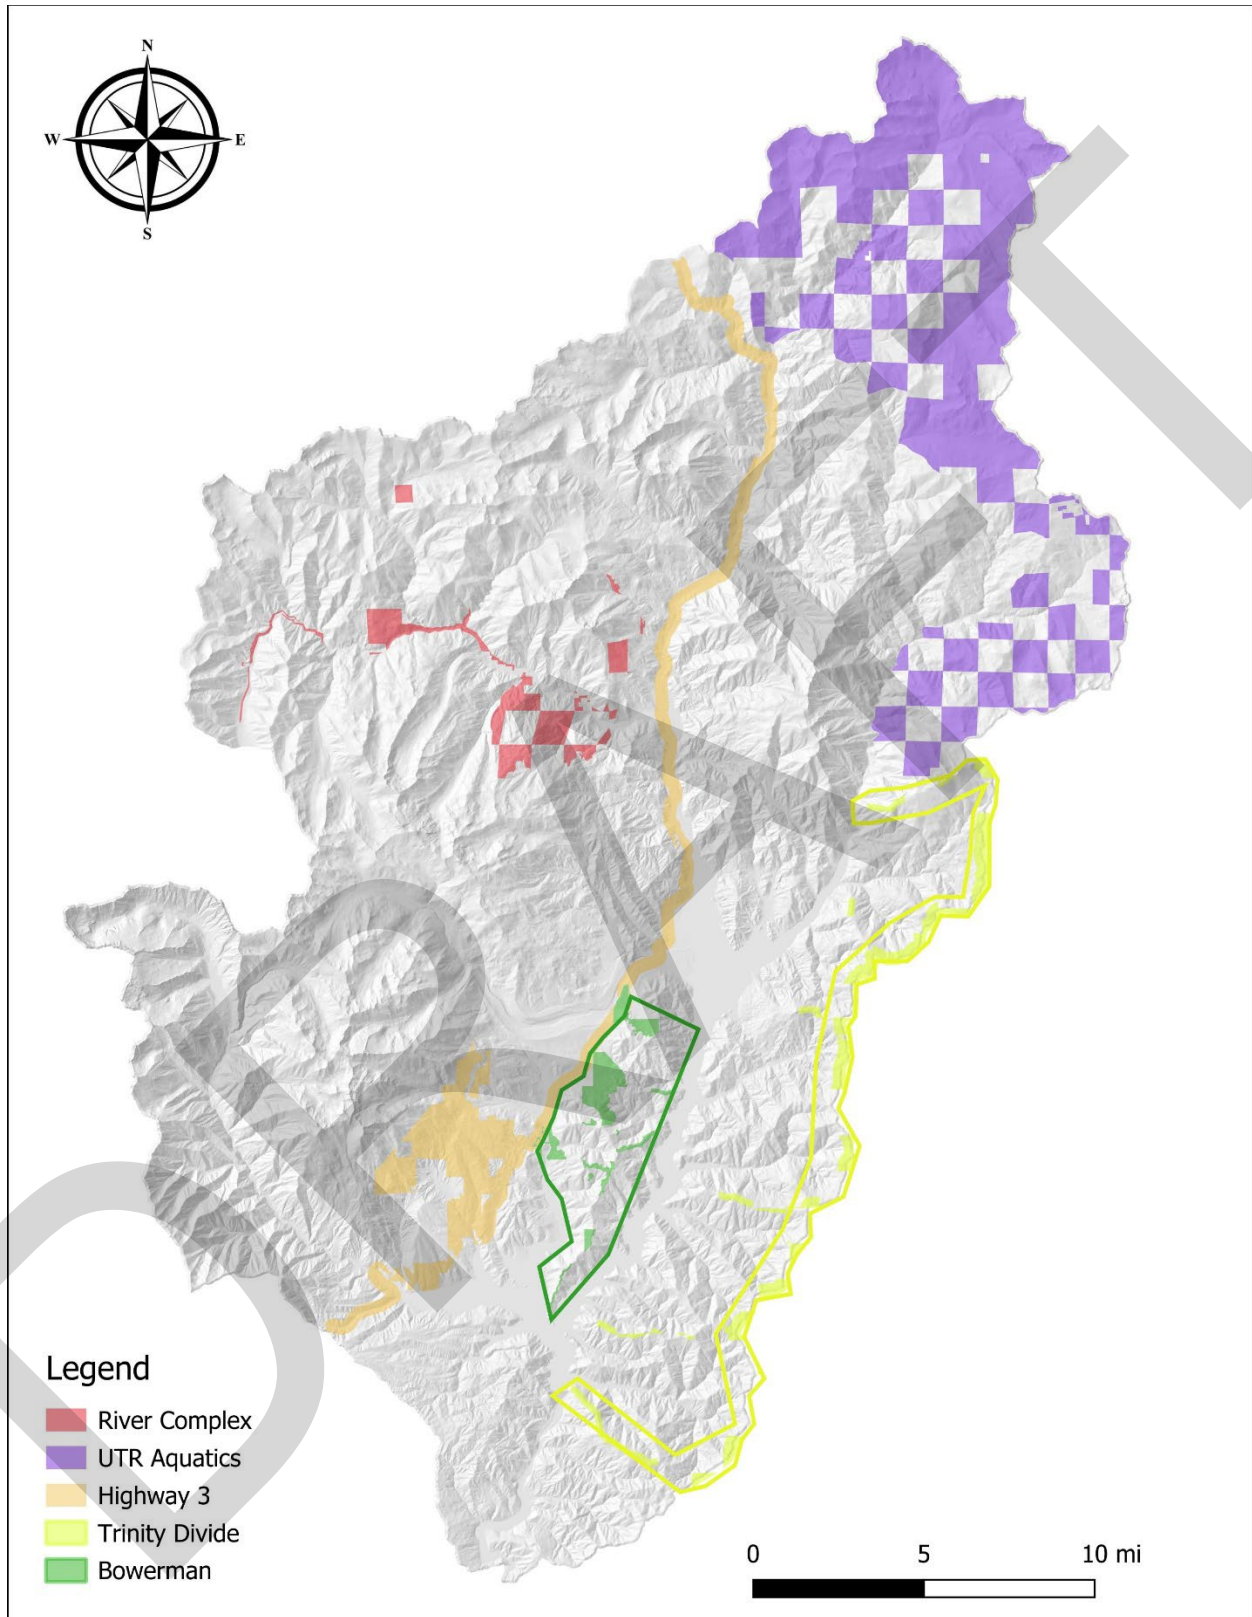 N
W E
S
DRAFT
Legend
River Complex
UTR Aquatics
Highway 3
Trinity Divide
Bowerman
0 5 10 mi